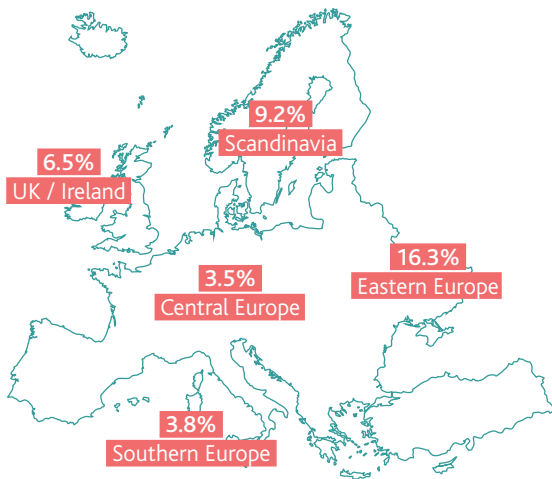 9.2%
Scandinavia
6.5%
UK / Ireland
16.3%
Eastern Europe
3.5%
Central Europe
3.8%
Southern Europe